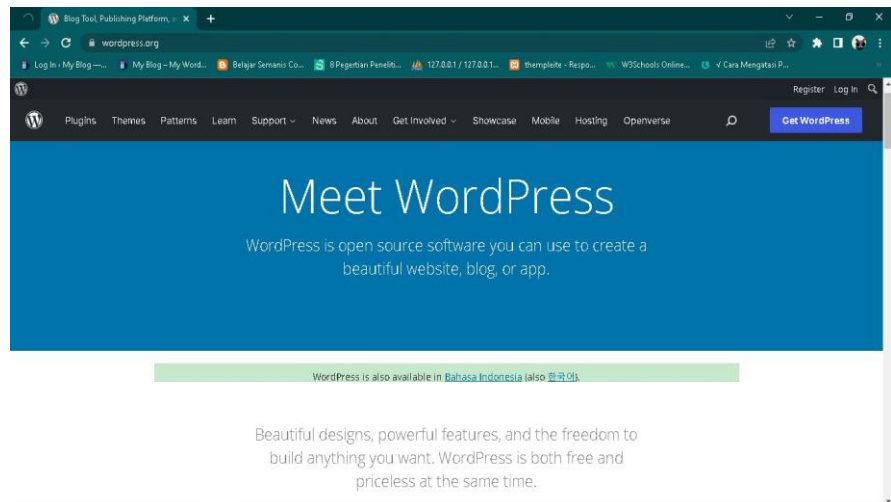 Blog Tool, Publishing Platform,
wordpress.org
Log In ‹ My Blog —... My Blog – My Word... Belajar Semanis Co... 8 Pegertian Peneliti... 127.0.0.1 / 127.0.0.1... thempleite - Respo... W3Schools Online... √ Cara Mengatasi P...
Register Log In
Plugins Themes Patterns Learn Support News About Get Involved Showcase Mobile Hosting Openverse Get WordPress
Meet WordPress
WordPress is open source software you can use to create a
beautiful website, blog, or app.
WordPress is also available in Bahasa Indonesia (also 한국어).
Beautiful designs, powerful features, and the freedom to
build anything you want. WordPress is both free and
priceless at the same time.